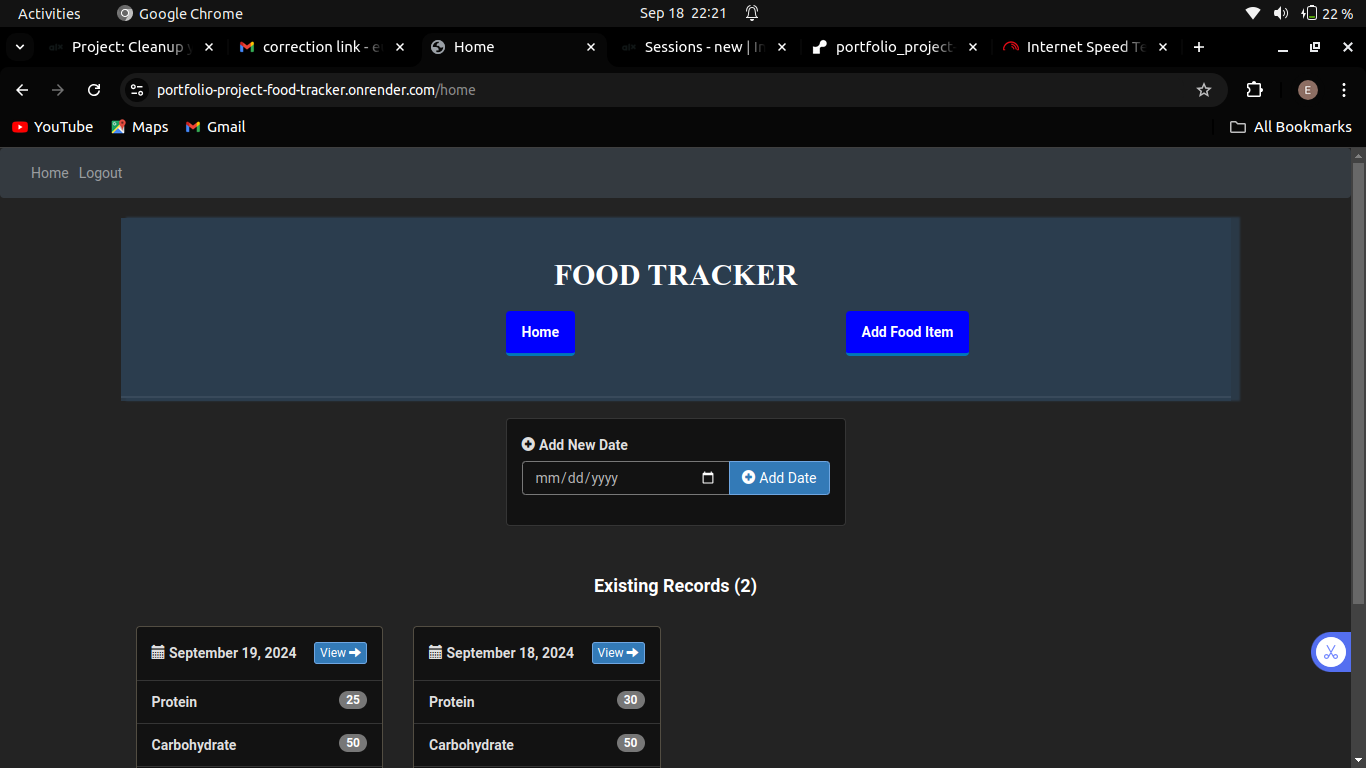 Activities Google Chrome Sep 18 22:21 22 %
Project: Cleanup correction link - e Home Sessions - new | In portfolio_project- Internet Speed Te
portfolio-project-food-tracker.onrender.com/home E
YouTube Maps Gmail All Bookmarks
Home Logout
FOOD TRACKER
Home Add Food Item
Add New Date
mm/dd/yyyy Add Date
Existing Records (2)
September 19, 2024 View September 18, 2024 View
Protein 25 Protein 30
Carbohydrate 50 Carbohydrate 50